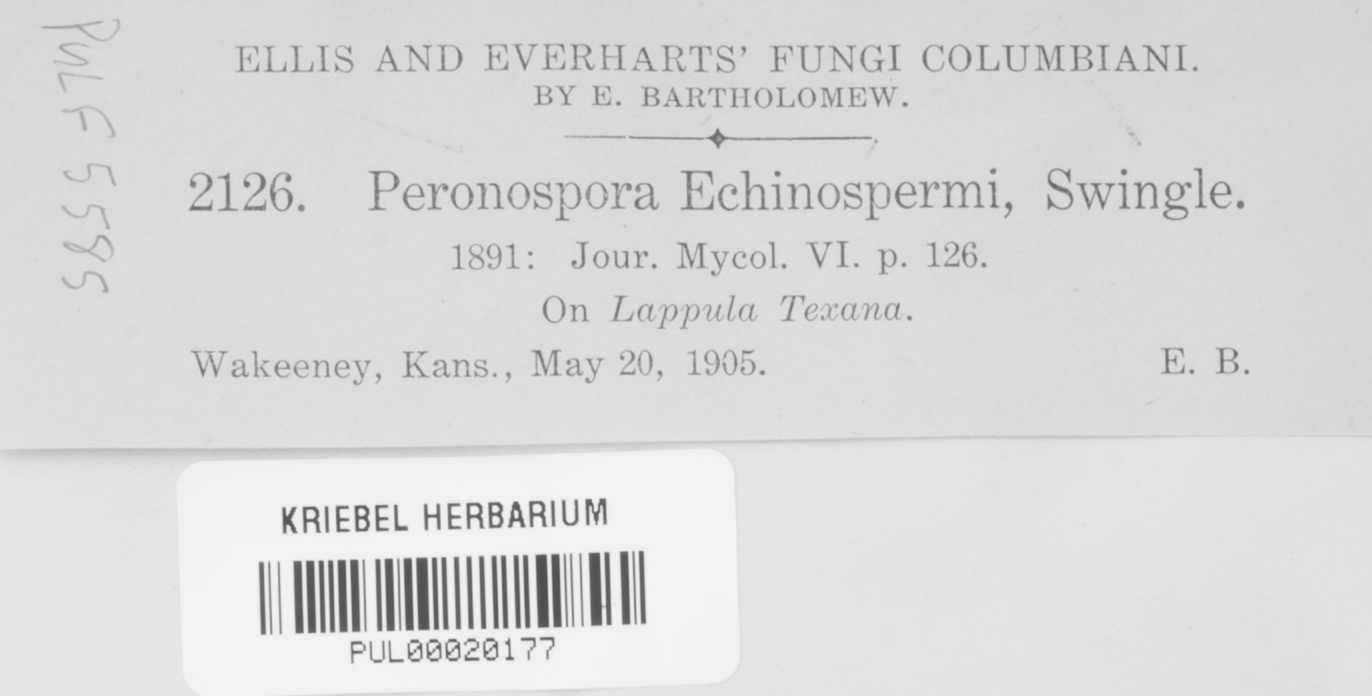 PUL F 5585
ELLIS AND EVERHARTS' FUNGI COLUMBIANI.
BY E. BARTHOLOMEW.
2126. Peronospora Echinospermi, Swingle.
1891: Jour. Mycol. VI. p. 126.
On Lappula Texana.
Wakeeney, Kans., May 20, 1905. E. B.
KRIEBEL HERBARIUM
PUL00020177